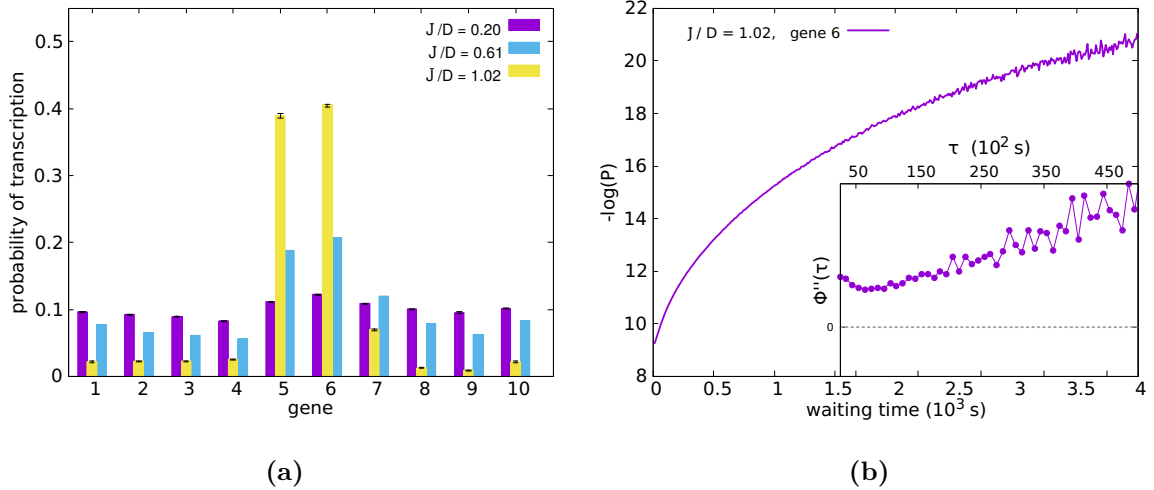 0.5
0.4
0.3
0.2
0.1
0
probability of transcription
J/D = 0.20
J/D = 0.61
J/D = 1.02
1 2 3 4 5 6 7 8 9 10
gene
(a)
22
20
18
16
14
12
10
8
-log(P)
J/D = 1.02, gene 6
τ (10² s)
50 150 250 350 450
Φ''(τ)
0
0 0.5 1 1.5 2 2.5 3 3.5 4
waiting time (10³ s)
(b)